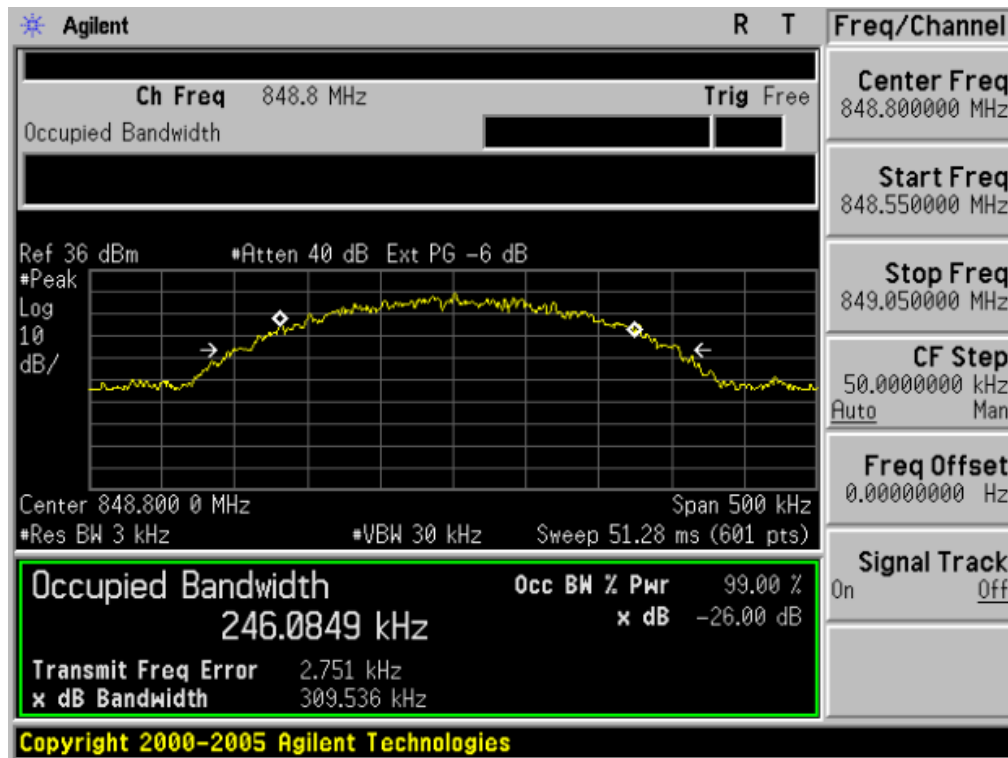 Agilent R T
Freq/Channel
Ch Freq 848.8 MHz Trig Free
Occupied Bandwidth
Center Freq
848.800000 MHz
Start Freq
848.550000 MHz
Stop Freq
849.050000 MHz
CF Step
50.0000000 kHz
Auto Man
Freq Offset
0.00000000 Hz
Signal Track
On Off
Ref 36 dBm #Atten 40 dB Ext PG -6 dB
#Peak
Log
10
dB/
Center 848.800 0 MHz Span 500 kHz
#Res BW 3 kHz #VBW 30 kHz Sweep 51.28 ms (601 pts)
Occupied Bandwidth Occ BW % Pwr 99.00 %
246.0849 kHz x dB -26.00 dB
Transmit Freq Error 2.751 kHz
x dB Bandwidth 309.536 kHz
Copyright 2000-2005 Agilent Technologies